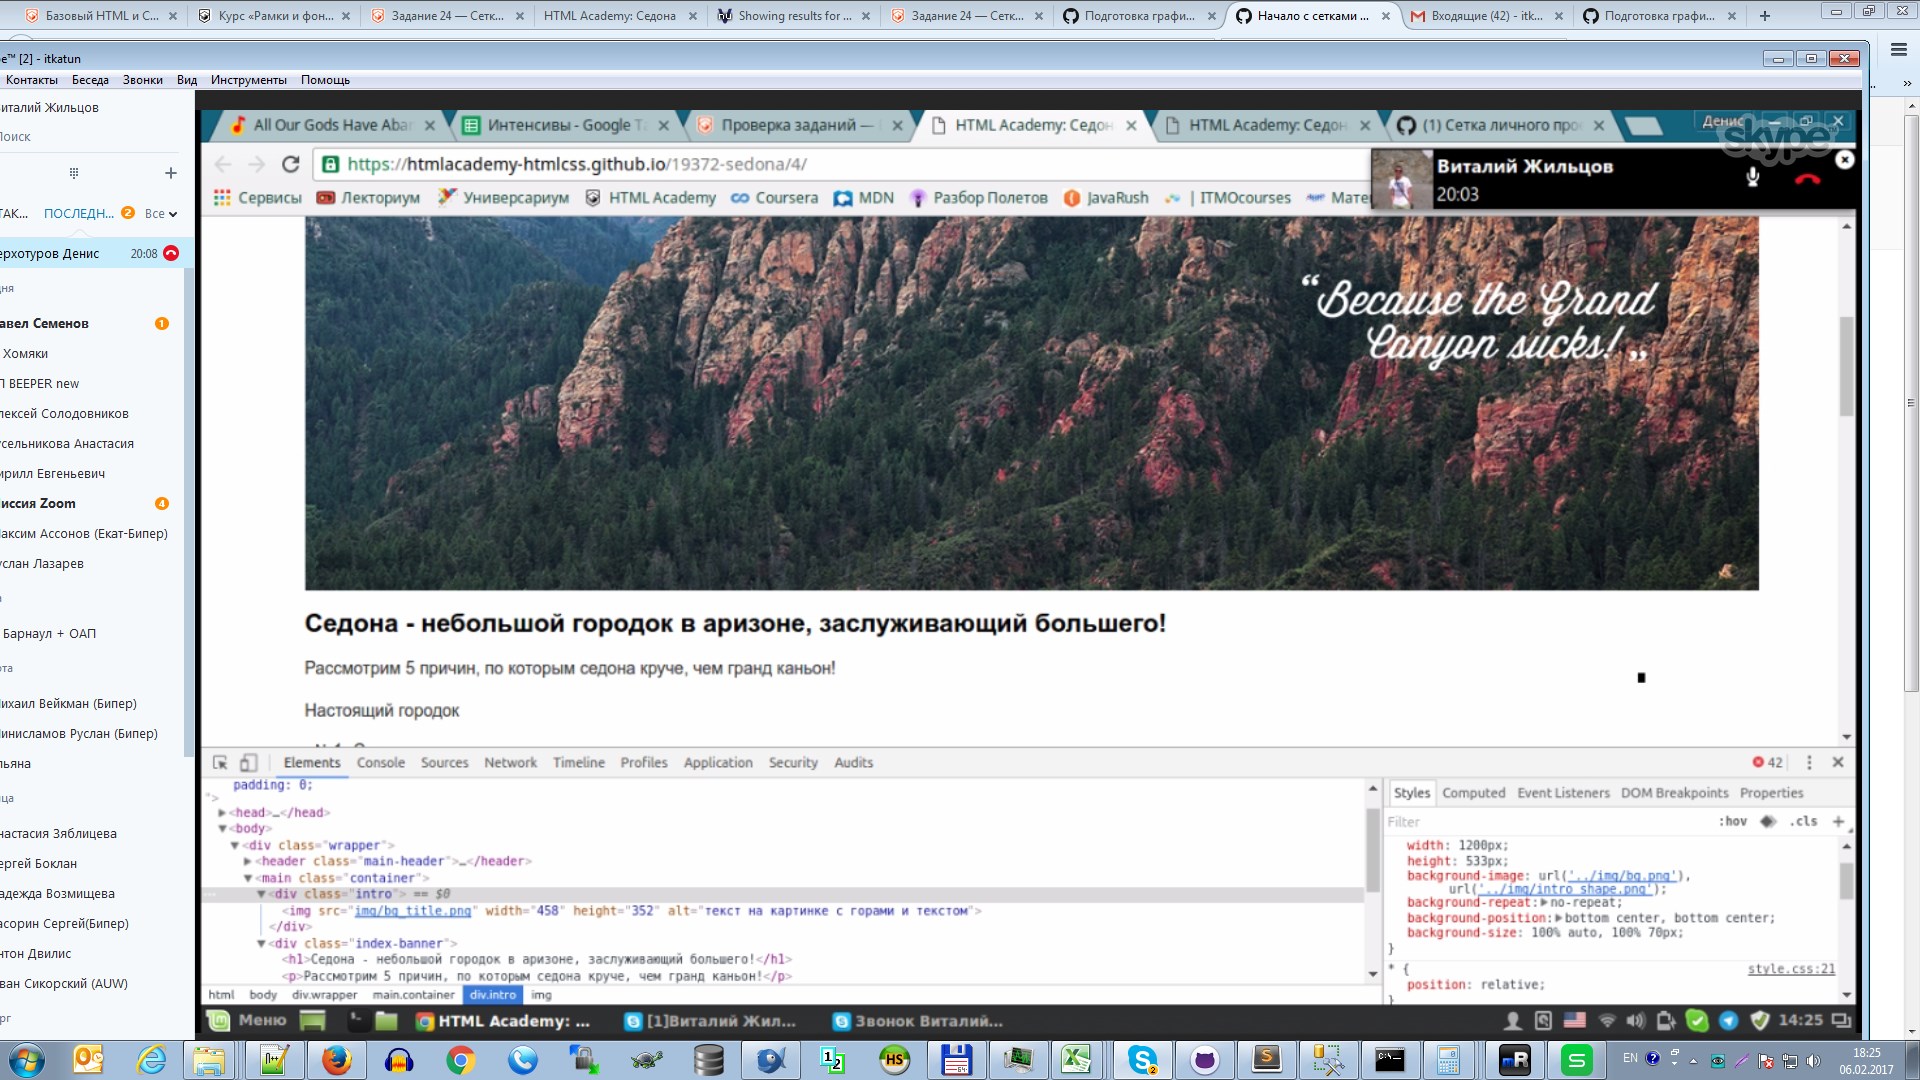 Базовый HTML и C...
Курс «Рамки и фон...
Задание 24 — Сетк...
HTML Academy: Седона
Showing results for ...
Задание 24 — Сетк...
Подготовка графи...
Начало с сетками ...
Входящие (42) - itk...
Подготовка графи...
[2] - itkatun
Контакты Беседа Звонки Вид Инструменты Помощь
италий Жильцов
Поиск
ТАК... ПОСЛЕДН... 2 Все
ерхотуров Денис 20:08
дня
авел Семенов 1
Хомяки
П BEEPER new
лексей Солодовников
усельникова Анастасия
ирилл Евгеньевич
иссия Zoom 4
аксим Ассонов (Екат-Бипер)
услан Лазарев
а
Барнаул + ОАП
ота
ихаил Вейкман (Бипер)
инисламов Руслан (Бипер)
льяна
ица
настасия Зяблицева
ергей Боклан
адежда Возмищева
асорин Сергей(Бипер)
нтон Двилис
ван Сикорский (AUW)
рг
All Our Gods Have Aba
Интенсивы - Google Т
Проверка заданий —
HTML Academy: Седон
HTML Academy: Седон
(1) Сетка личного про
Денис
skype™
https://htmlacademy-htmlcss.github.io/19372-sedona/4/
Виталий Жильцов
20:03
Сервисы Лекториум Универсариум HTML Academy Coursera MDN Разбор Полетов JavaRush | ITMOcourses Мате
“Because the Grand
Canyon sucks! „
Седона - небольшой городок в аризоне, заслуживающий большего!
Рассмотрим 5 причин, по которым седона круче, чем гранд каньон!
Настоящий городок
Elements Console Sources Network Timeline Profiles Application Security Audits 42
padding: 0;
">
<head>…</head>
<body>
<div class="wrapper">
<header class="main-header">…</header>
<main class="container">
<div class="intro"> == $0
<img src="img/bg_title.png" width="458" height="352" alt="текст на картинке с горами и текстом">
</div>
<div class="index-banner">
<h1>Седона - небольшой городок в аризоне, заслуживающий большего!</h1>
<p>Рассмотрим 5 причин, по которым седона круче, чем гранд каньон!</p>
html body div.wrapper main.container div.intro img
Styles Computed Event Listeners DOM Breakpoints Properties
Filter :hov .cls +
width: 1200px;
height: 533px;
background-image: url('../img/bg.png'),
url('../img/intro_shape.png');
background-repeat: no-repeat;
background-position: bottom center, bottom center;
background-size: 100% auto, 100% 70px;
}
* { style.css:21
position: relative;
}
Меню
HTML Academy: ...
[1]Виталий Жил...
Звонок Виталий...
14:25
EN
18:25
06.02.2017